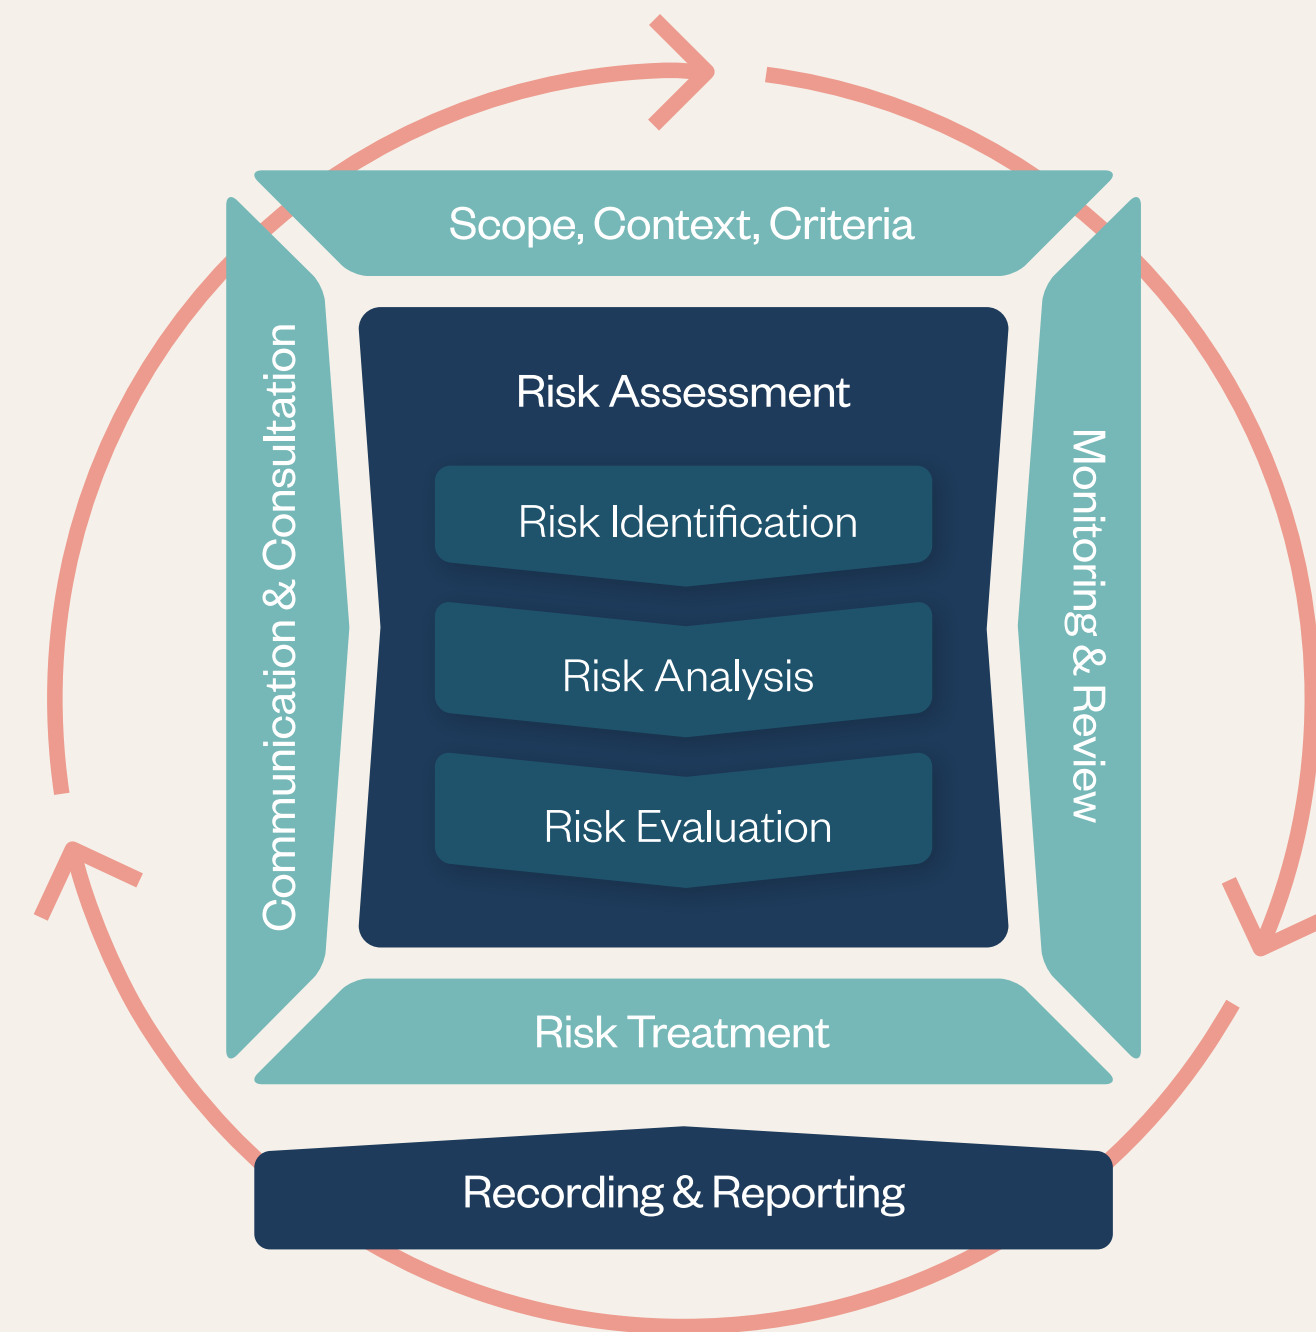 Scope, Context, Criteria
Communication & Consultation
Risk Assessment
Risk Identification
Risk Analysis
Risk Evaluation
Monitoring & Review
Risk Treatment
Recording & Reporting